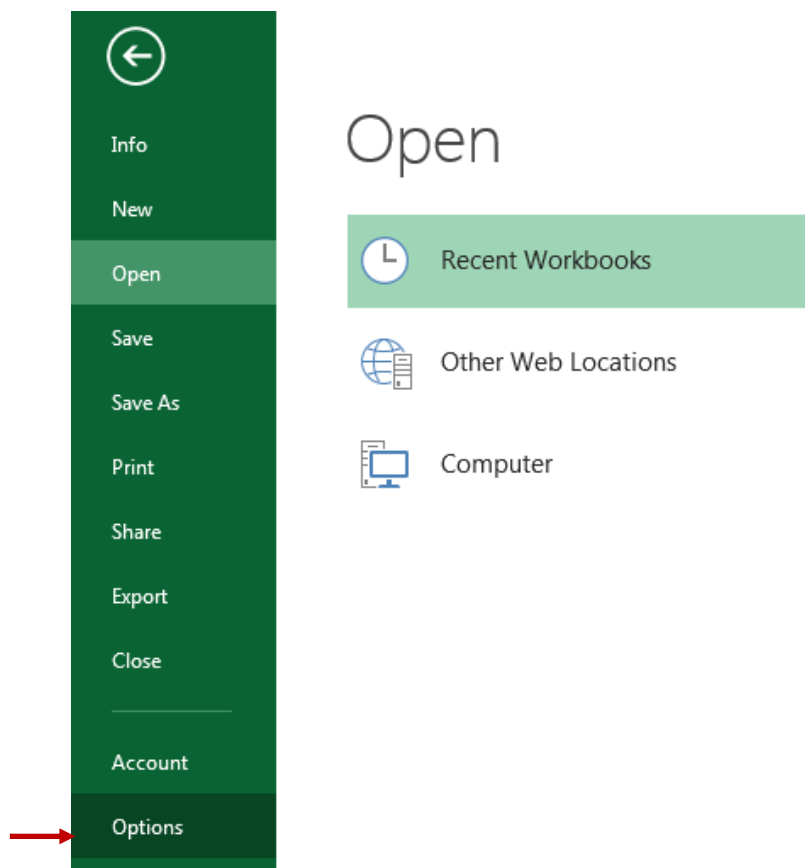 Info
New
Open
Save
Save As
Print
Share
Export
Close
Account
Options
Open
Recent Workbooks
Other Web Locations
Computer